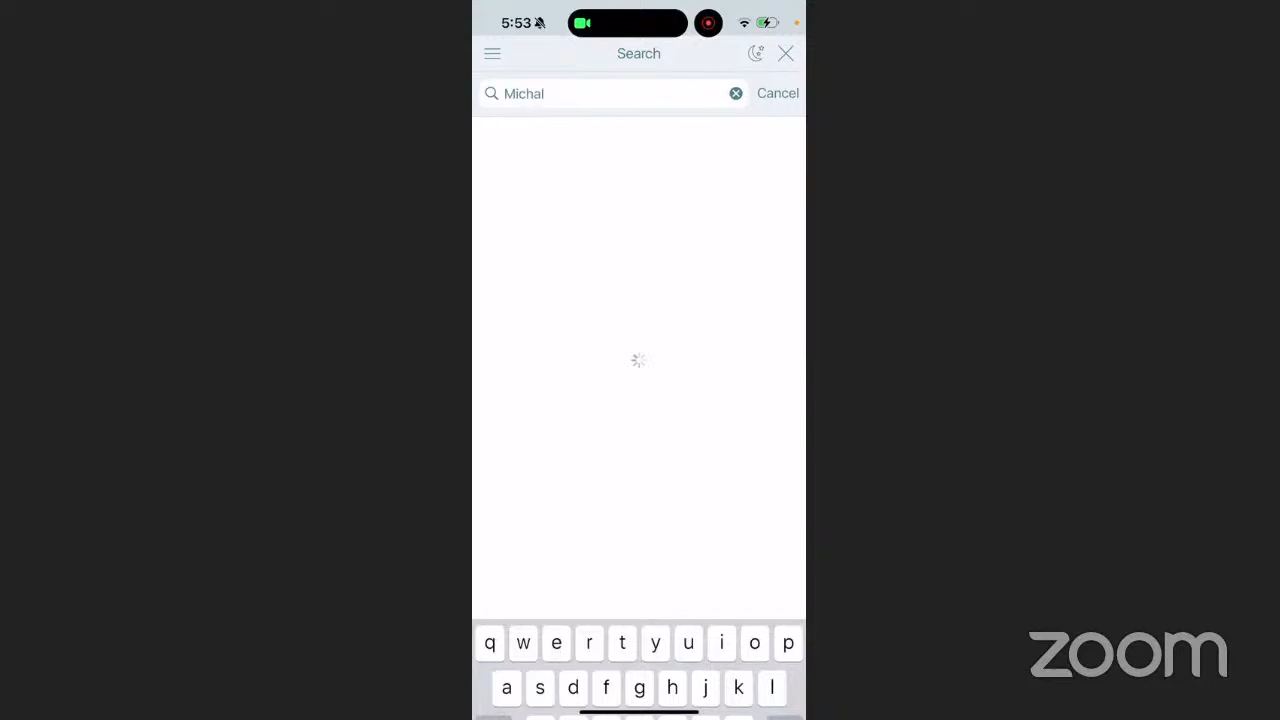 5:53
Search
Michal Cancel
q w e r t y u i o p
a s d f g h j k l
zoom